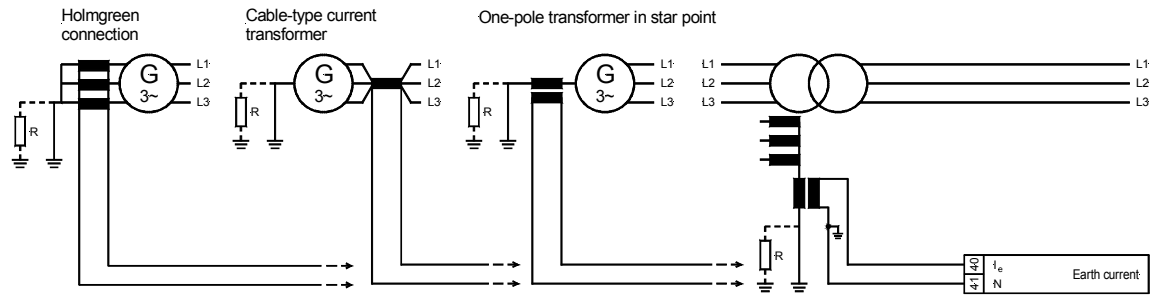 Holmgreen
connection
Cable-type current
transformer
One-pole transformer in star point
G
3~
L1
L2
L3
R
G
3~
L1
L2
L3
R
G
3~
L1
L2
L3
R
L1
L2
L3
L1
L2
L3
R
40
Ie
41
N
Earth current